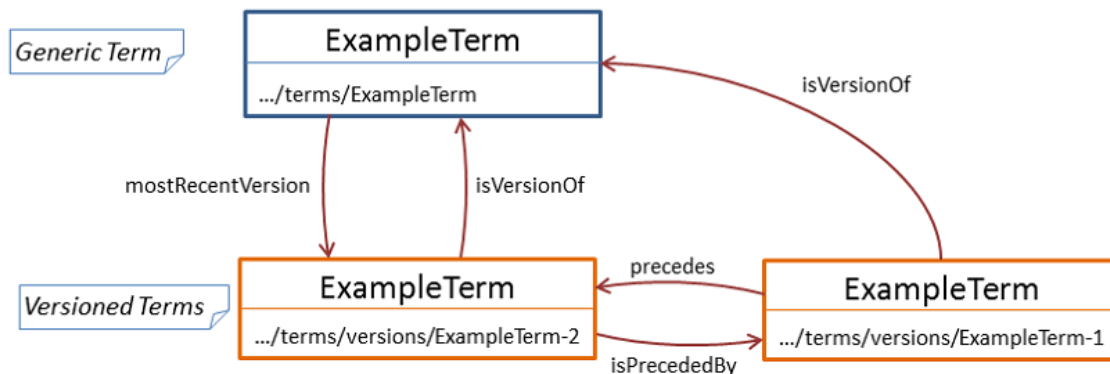 Generic Term
ExampleTerm
.../terms/ExampleTerm
isVersionOf
mostRecentVersion
isVersionOf
precedes
Versioned Terms
ExampleTerm
.../terms/versions/ExampleTerm-2
ExampleTerm
.../terms/versions/ExampleTerm-1
isPrecededBy